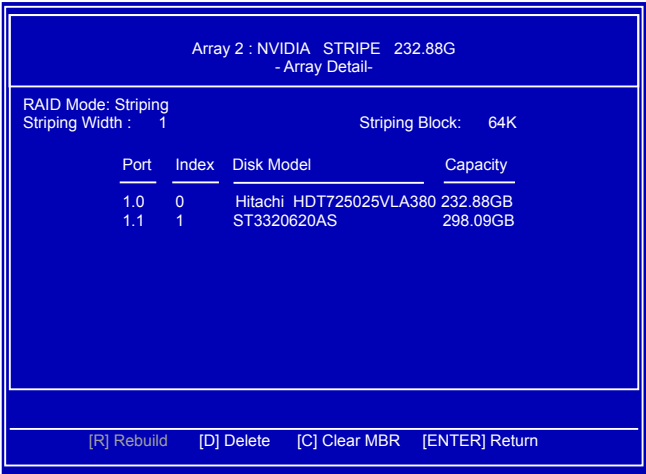 Array 2 : NVIDIA STRIPE 232.88G
- Array Detail-
RAID Mode: Striping
Striping Width : 1 Striping Block: 64K
Port Index Disk Model Capacity
1.0 0 Hitachi HDT725025VLA380 232.88GB
1.1 1 ST3320620AS 298.09GB
[R] Rebuild [D] Delete [C] Clear MBR [ENTER] Return